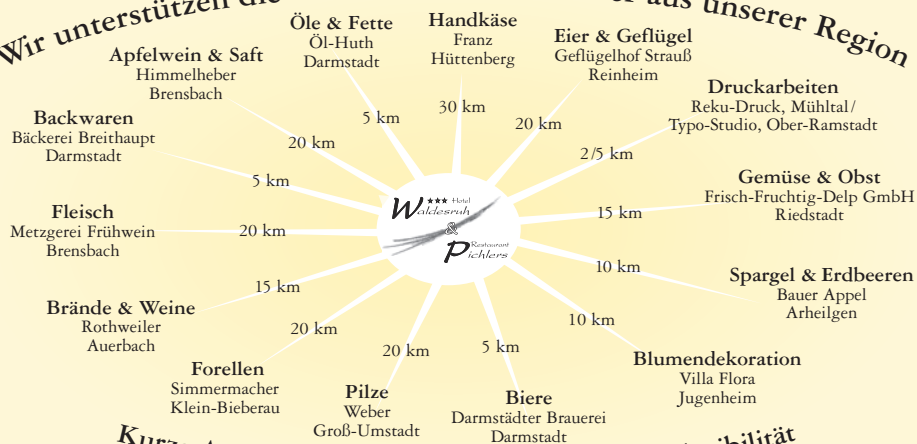 Wir unterstützen die
aus unserer Region
Öle & Fette
Öl-Huth
Darmstadt
5 km
Handkäse
Franz
Hüttenberg
30 km
Eier & Geflügel
Geflügelhof Strauß
Reinheim
20 km
Druckarbeiten
Reku-Druck, Mühltal/
Typo-Studio, Ober-Ramstadt
2/5 km
Gemüse & Obst
Frisch-Fruchtig-Delp GmbH
Riedstadt
15 km
Spargel & Erdbeeren
Bauer Appel
Arheilgen
10 km
Blumendekoration
Villa Flora
Jugenheim
10 km
Biere
Darmstädter Brauerei
Darmstadt
5 km
Pilze
Weber
Groß-Umstadt
20 km
Forellen
Simmermacher
Klein-Bieberau
20 km
Brände & Weine
Rothweiler
Auerbach
15 km
Fleisch
Metzgerei Frühwein
Brensbach
20 km
Backwaren
Bäckerei Breithaupt
Darmstadt
5 km
Apfelwein & Saft
Himmelheber
Brensbach
20 km
*** Hotel
Waldesruh
&
Restaurant
Pichlers